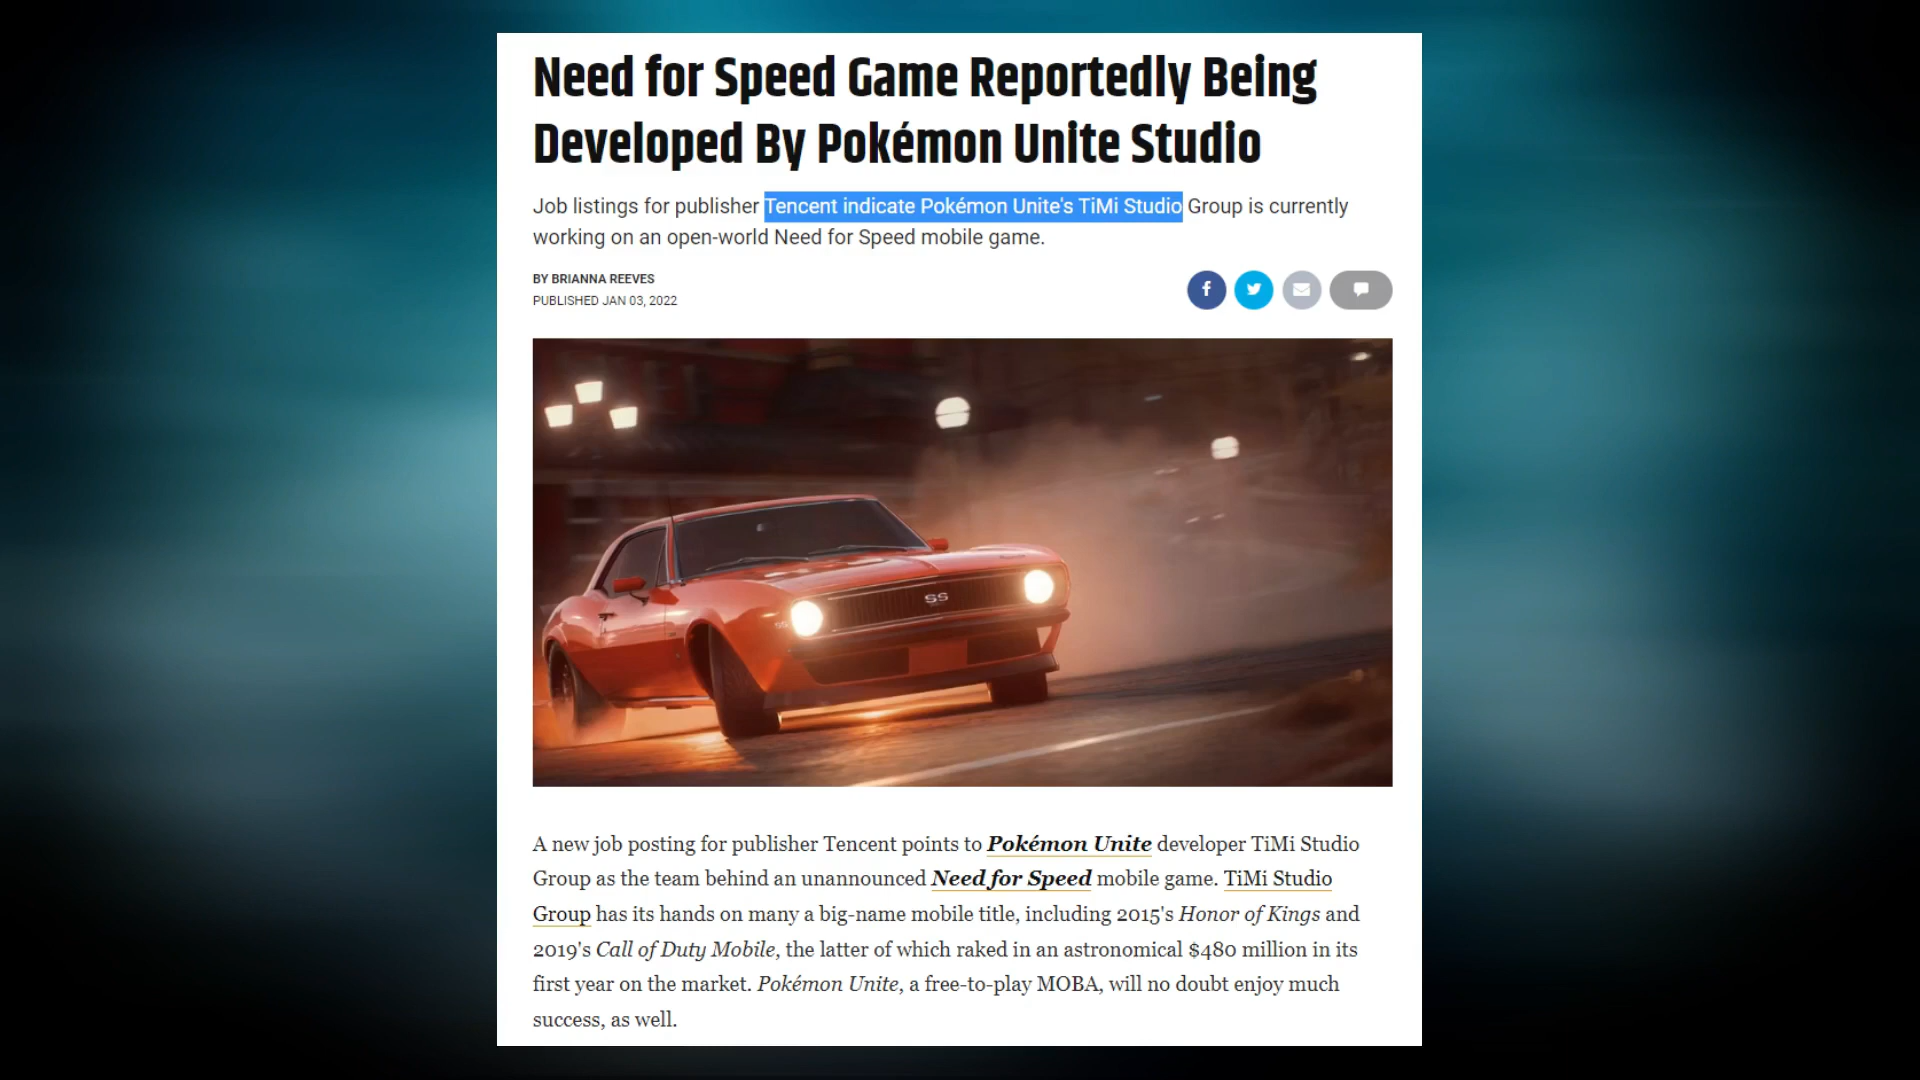 Need for Speed Game Reportedly Being
Developed By Pokémon Unite Studio
Job listings for publisher Tencent indicate Pokémon Unite's TiMi Studio Group is currently
working on an open-world Need for Speed mobile game.
BY BRIANNA REEVES
PUBLISHED JAN 03, 2022
f
SS
A new job posting for publisher Tencent points to Pokémon Unite developer TiMi Studio
Group as the team behind an unannounced Need for Speed mobile game. TiMi Studio
Group has its hands on many a big-name mobile title, including 2015's Honor of Kings and
2019's Call of Duty Mobile, the latter of which raked in an astronomical $480 million in its
first year on the market. Pokémon Unite, a free-to-play MOBA, will no doubt enjoy much
success, as well.